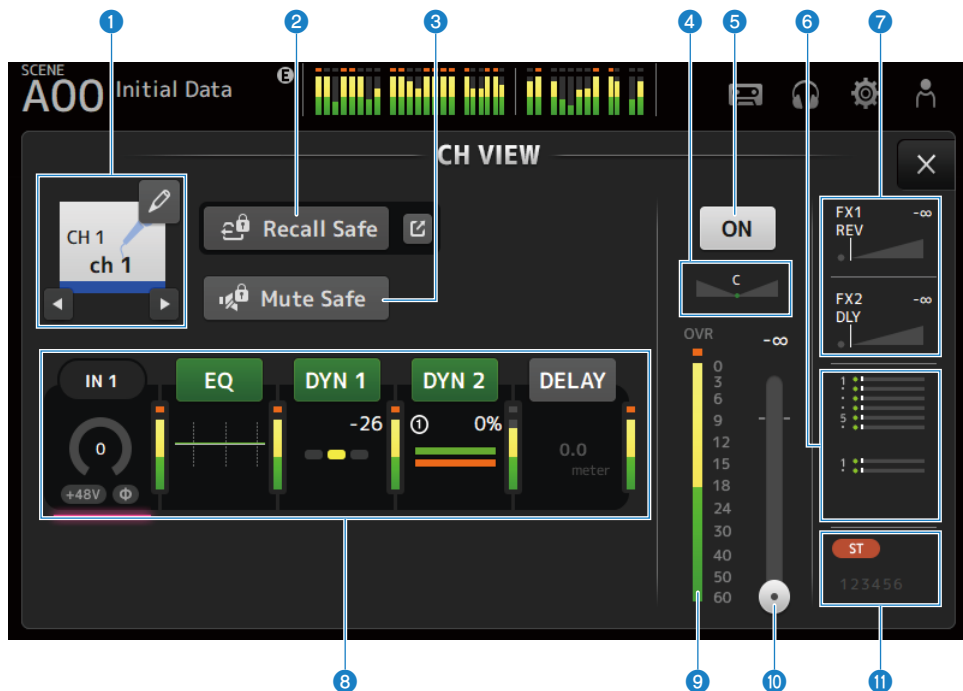 1 2 3 4 5 6 7
SCENE
A00 Initial Data E
CH VIEW
CH 1
ch 1
Recall Safe
Mute Safe
ON
C
OVR -∞
0
3
6
9
12
15
18
24
30
40
50
60
FX1 -∞
REV
FX2 -∞
DLY
1
5
1
ST
123456
IN 1 EQ DYN 1 DYN 2 DELAY
0
+48V Φ
-26
1 0%
0.0
meter
8 9 10 11